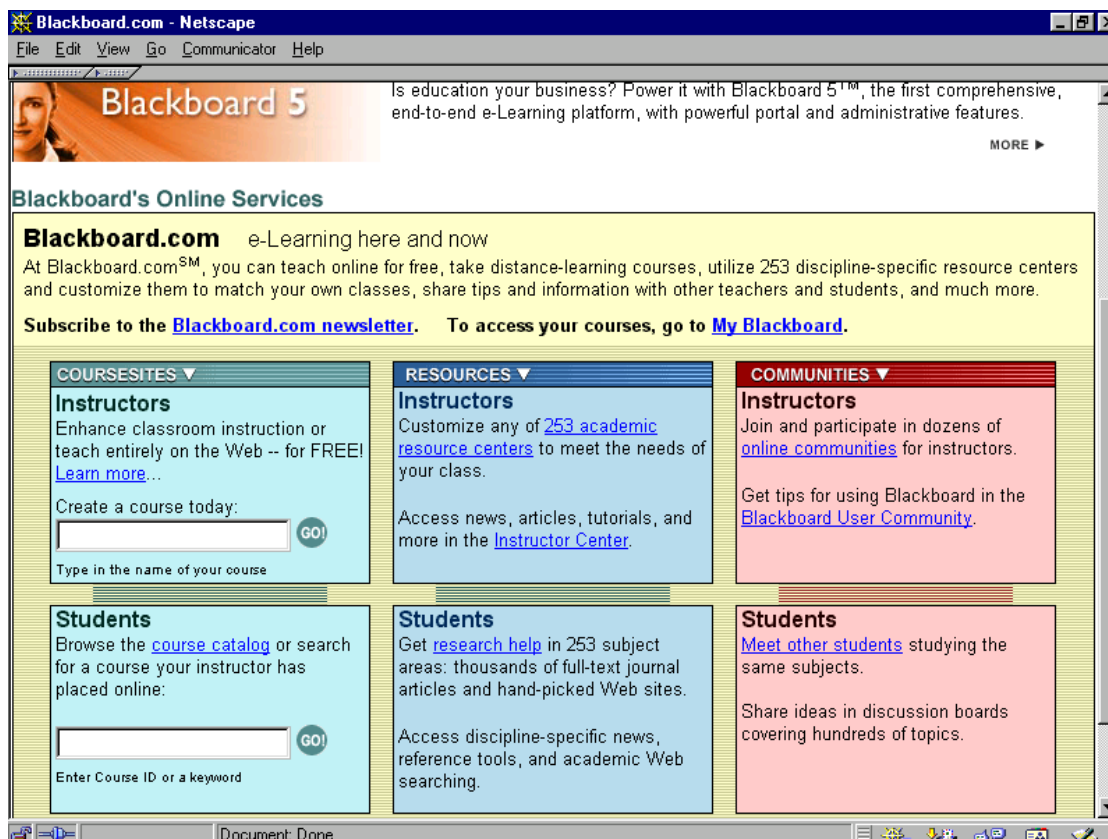 Blackboard.com - Netscape
File Edit View Go Communicator Help
Blackboard 5
Is education your business? Power it with Blackboard 5™, the first comprehensive,
end-to-end e-Learning platform, with powerful portal and administrative features.
MORE ►
Blackboard's Online Services
Blackboard.com e-Learning here and now
At Blackboard.com℠, you can teach online for free, take distance-learning courses, utilize 253 discipline-specific resource centers
and customize them to match your own classes, share tips and information with other teachers and students, and much more.
Subscribe to the Blackboard.com newsletter. To access your courses, go to My Blackboard.
COURSESITES ▼
Instructors
Enhance classroom instruction or
teach entirely on the Web -- for FREE!
Learn more...
Create a course today:
GO!
Type in the name of your course
Students
Browse the course catalog or search
for a course your instructor has
placed online:
GO!
Enter Course ID or a keyword
RESOURCES ▼
Instructors
Customize any of 253 academic
resource centers to meet the needs of
your class.
Access news, articles, tutorials, and
more in the Instructor Center.
Students
Get research help in 253 subject
areas: thousands of full-text journal
articles and hand-picked Web sites.
Access discipline-specific news,
reference tools, and academic Web
searching.
COMMUNITIES ▼
Instructors
Join and participate in dozens of
online communities for instructors.
Get tips for using Blackboard in the
Blackboard User Community.
Students
Meet other students studying the
same subjects.
Share ideas in discussion boards
covering hundreds of topics.
Document: Done